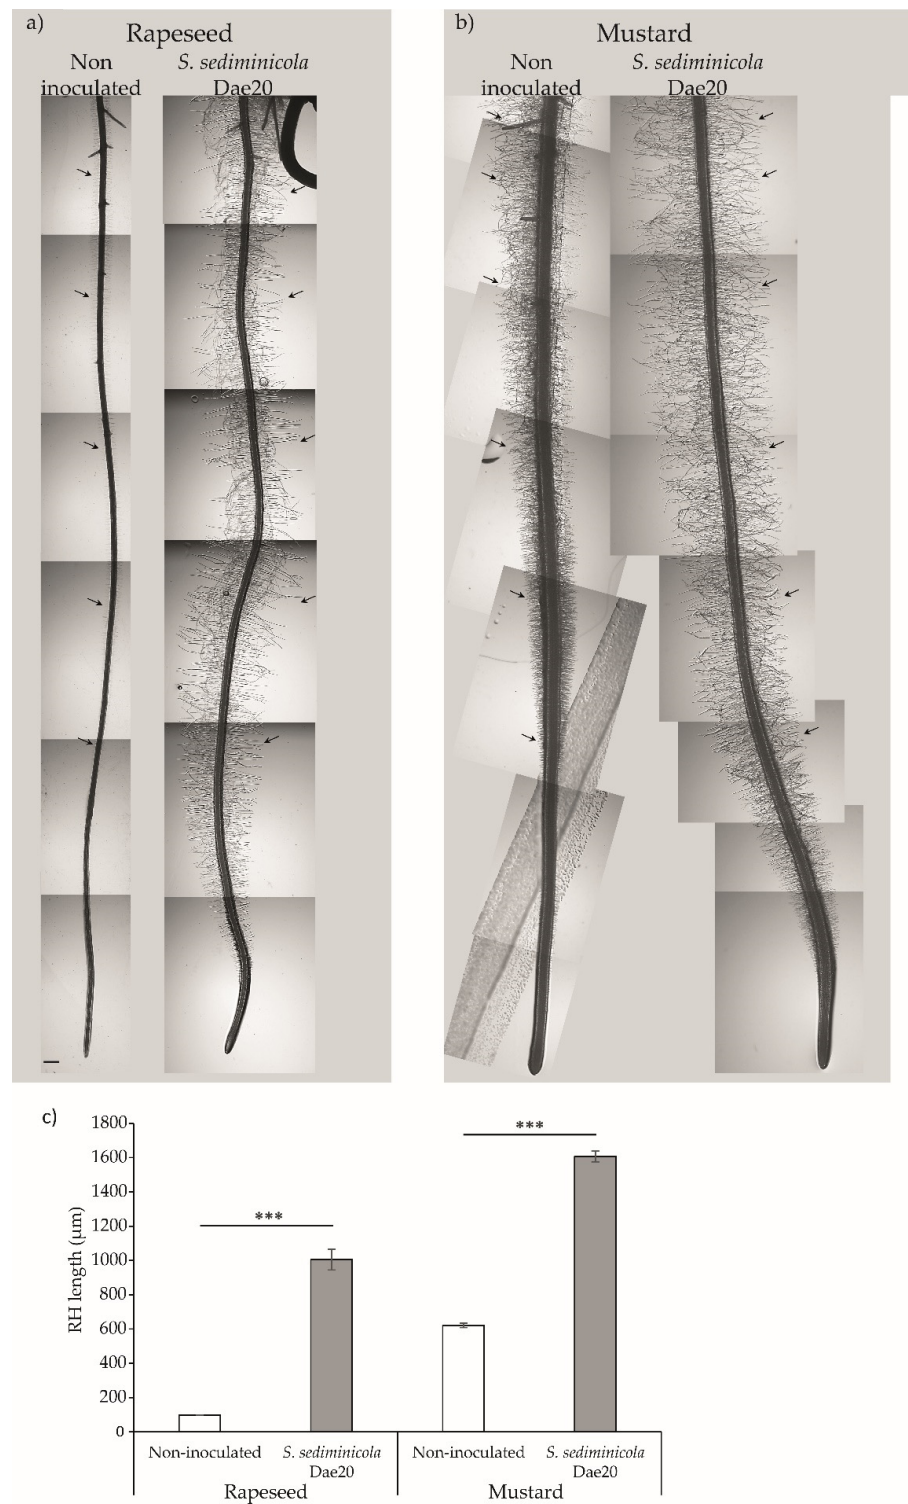 a)
Rapeseed
Non
inoculated
S. sediminicola
Dae20
b)
Mustard
Non
inoculated
S. sediminicola
Dae20
c)
RH length (µm)
1800
1600
1400
1200
1000
800
600
400
200
0
***
***
Non-inoculated
S. sediminicola
Dae20
Non-inoculated
S. sediminicola
Dae20
Rapeseed
Mustard